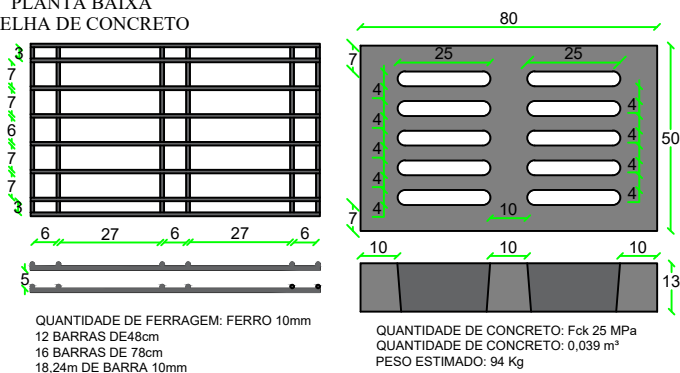 PLANTA BAIXA
ELHA DE CONCRETO
3
7
7
6
7
7
3
6 27 6 27 6
5
QUANTIDADE DE FERRAGEM: FERRO 10mm
12 BARRAS DE48cm
16 BARRAS DE 78cm
18,24m DE BARRA 10mm
80
7
25 25
4
4
4
4
4
4
4
4
4
50
7
10
10 10 10
13
QUANTIDADE DE CONCRETO: Fck 25 MPa
QUANTIDADE DE CONCRETO: 0,039 m³
PESO ESTIMADO: 94 Kg